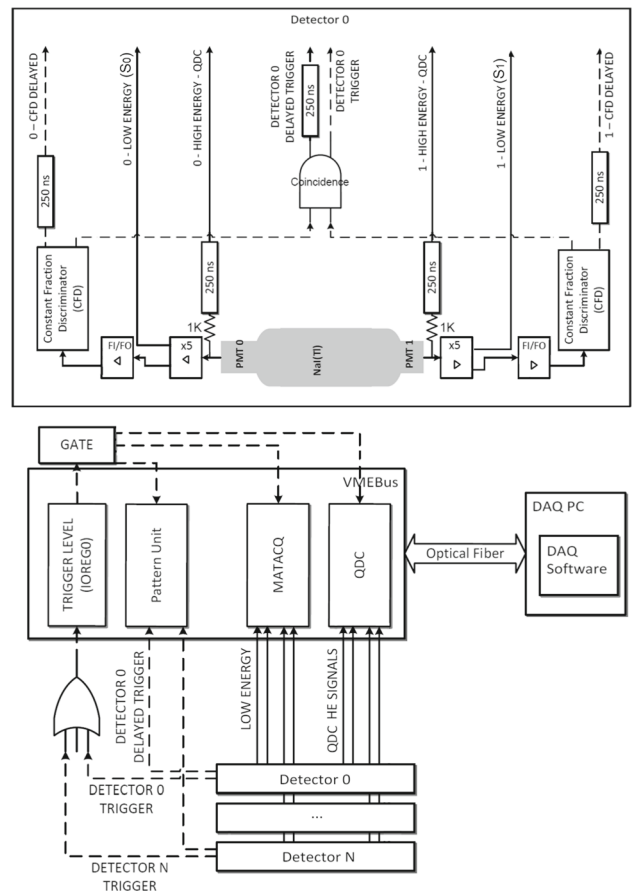 Detector 0
0 – CFD DELAYED
0 - LOW ENERGY (S0)
0 - HIGH ENERGY - QDC
DETECTOR 0
DELAYED TRIGGER
DETECTOR 0
TRIGGER
1 - HIGH ENERGY - QDC
1 - LOW ENERGY (S1)
1 – CFD DELAYED
250 ns
250 ns
250 ns
250 ns
250 ns
Coincidence
Constant Fraction
Discriminator
(CFD)
Constant Fraction
Discriminator
(CFD)
1K
1K
FI/FO
x5
PMT 0
NaI(Tl)
PMT 1
x5
FI/FO
GATE
VMEBus
TRIGGER LEVEL
(IOREG0)
Pattern Unit
MATACQ
QDC
Optical Fiber
DAQ PC
DAQ
Software
DETECTOR 0
DELAYED TRIGGER
LOW ENERGY
QDC HE SIGNALS
DETECTOR 0
TRIGGER
Detector 0
...
Detector N
DETECTOR N
TRIGGER